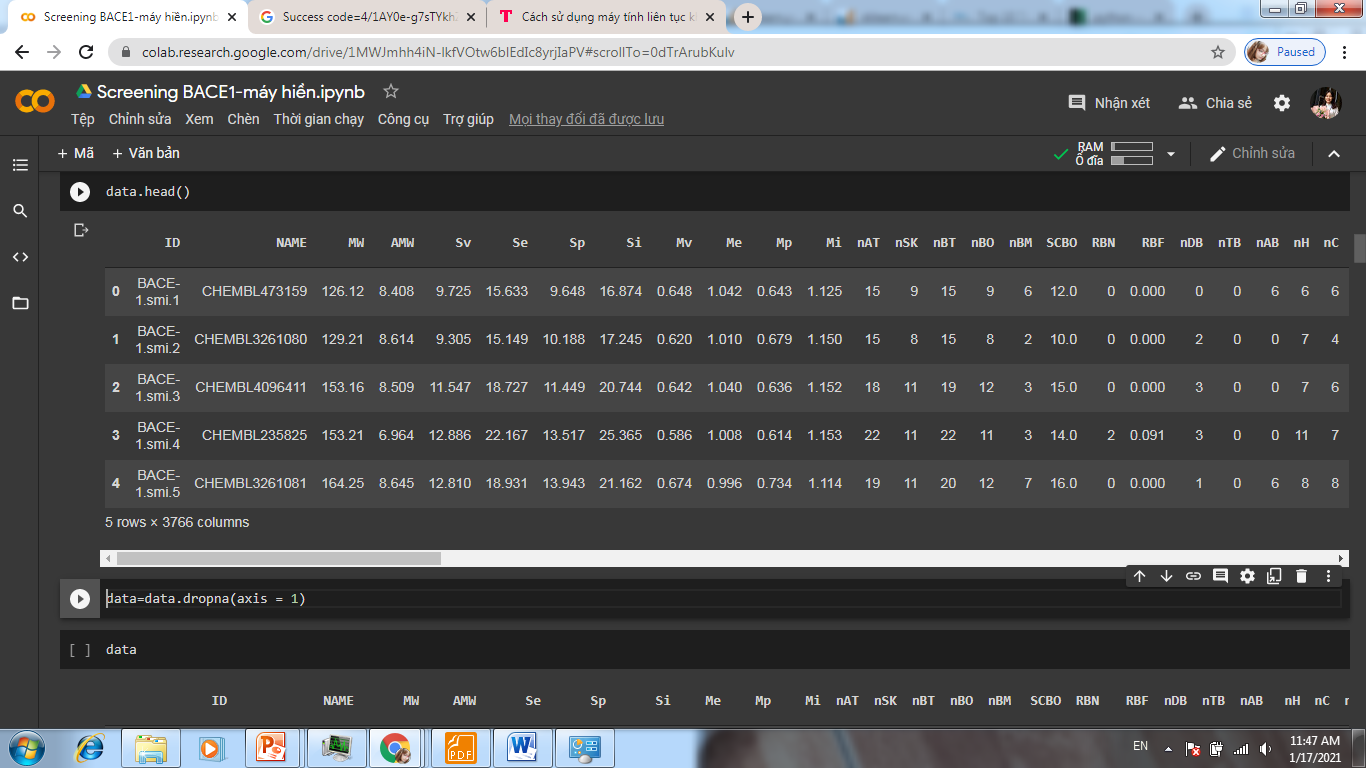 Screening BACE1-máy hiền.ipynb
Success code=4/1AY0e-g7sTYkh
Cách sử dụng máy tính liên tục k
colab.research.google.com/drive/1MWJmhh4iN-lkfVOtw6bIEdIc8yrjIaPV#scrollTo=0dTrArubKulv
Paused
Screening BACE1-máy hiền.ipynb
Nhận xét
Chia sẻ
Tệp Chỉnh sửa Xem Chèn Thời gian chạy Công cụ Trợ giúp Mọi thay đổi đã được lưu
+ Mã + Văn bản
RAM
Ổ đĩa
Chỉnh sửa
data.head()
ID NAME MW AMW Sv Se Sp Si Mv Me Mp Mi nAT nSK nBT nBO nBM SCBO RBN RBF nDB nTB nAB nH nC
0 BACE-1.smi.1 CHEMBL473159 126.12 8.408 9.725 15.633 9.648 16.874 0.648 1.042 0.643 1.125 15 9 15 9 6 12.0 0 0.000 0 0 6 6 6
1 BACE-1.smi.2 CHEMBL3261080 129.21 8.614 9.305 15.149 10.188 17.245 0.620 1.010 0.679 1.150 15 8 15 8 2 10.0 0 0.000 2 0 0 7 4
2 BACE-1.smi.3 CHEMBL4096411 153.16 8.509 11.547 18.727 11.449 20.744 0.642 1.040 0.636 1.152 18 11 19 12 3 15.0 0 0.000 3 0 0 7 6
3 BACE-1.smi.4 CHEMBL235825 153.21 6.964 12.886 22.167 13.517 25.365 0.586 1.008 0.614 1.153 22 11 22 11 3 14.0 2 0.091 3 0 0 11 7
4 BACE-1.smi.5 CHEMBL3261081 164.25 8.645 12.810 18.931 13.943 21.162 0.674 0.996 0.734 1.114 19 11 20 12 7 16.0 0 0.000 1 0 6 8 8
5 rows × 3766 columns
data=data.dropna(axis = 1)
[ ] data
ID NAME MW AMW Se Sp Si Me Mp Mi nAT nSK nBT nBO nBM SCBO RBN RBF nDB nTB nAB nH nC
EN
11:47 AM
1/17/2021